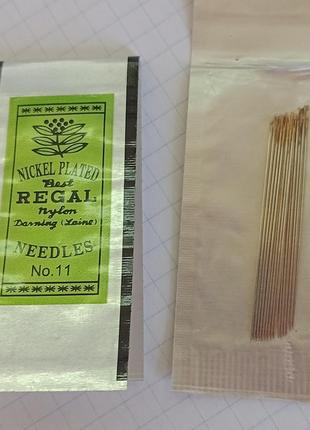 NICKEL PLATED
Best
REGAL
Nylon
Darning (Laine)
NEEDLES
No.11